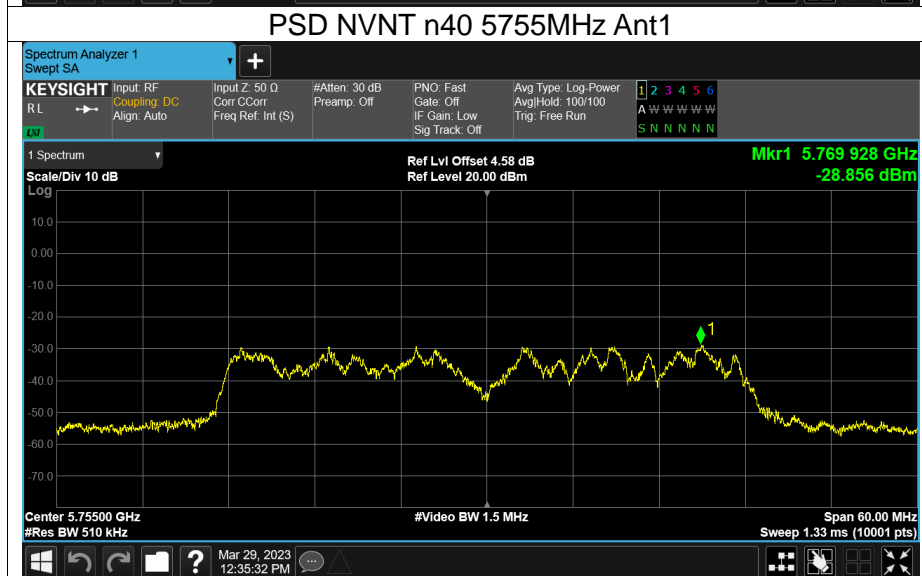 PSD NVNT n40 5755MHz Ant1
Spectrum Analyzer 1
Swept SA
+
KEYSIGHT
Input: RF
Input Z: 50 Ω
#Atten: 30 dB
PNO: Fast
Avg Type: Log-Power
1 2 3 4 5 6
R L
Coupling: DC
Corr CCorr
Preamp: Off
Gate: Off
Avg|Hold: 100/100
A W W W W W
Align: Auto
Freq Ref: Int (S)
IF Gain: Low
Trig: Free Run
LXI
Sig Track: Off
S N N N N N
1 Spectrum
Ref Lvl Offset 4.58 dB
Mkr1 5.769 928 GHz
Scale/Div 10 dB
Ref Level 20.00 dBm
-28.856 dBm
Log
10.0
0.00
-10.0
-20.0
1
-30.0
-40.0
-50.0
-60.0
-70.0
Center 5.75500 GHz
#Video BW 1.5 MHz
Span 60.00 MHz
#Res BW 510 kHz
Sweep 1.33 ms (10001 pts)
?
Mar 29, 2023
12:35:32 PM